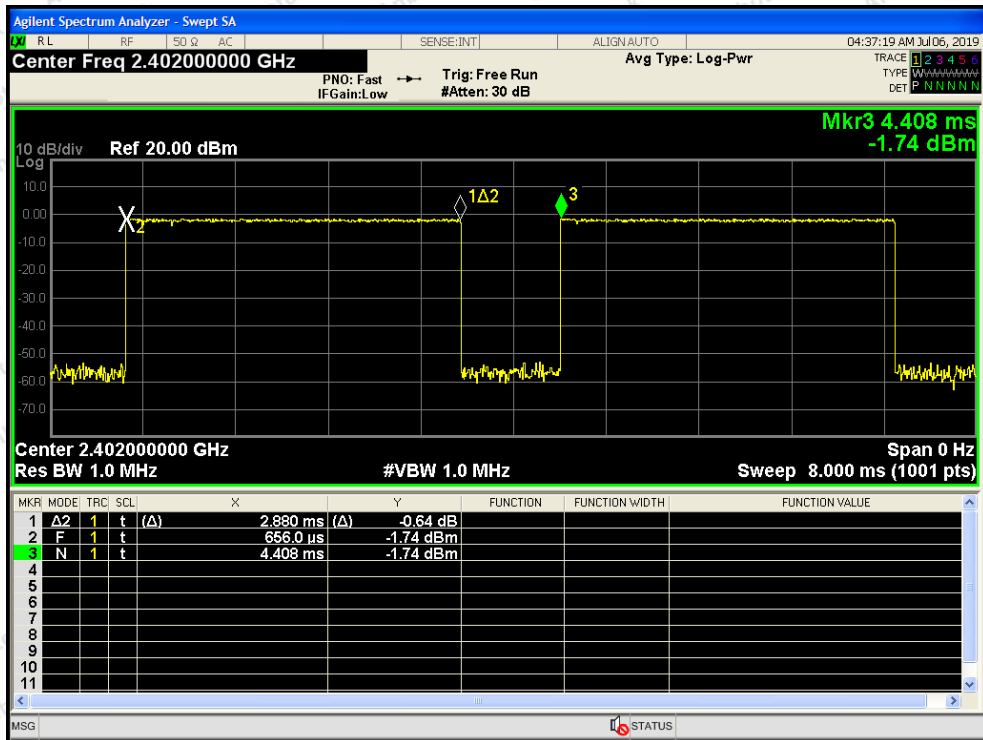 Agilent Spectrum Analyzer - Swept SA
LXI RL RF 50 Ω AC SENSE:INT ALIGN AUTO 04:37:19 AM Jul 06, 2019
Center Freq 2.402000000 GHz
PNO: Fast Trig: Free Run Avg Type: Log-Pwr TRACE 1 2 3 4 5 6
IFGain:Low #Atten: 30 dB TYPE WWWWWW
DET P N N N N N
Mkr3 4.408 ms
10 dB/div Ref 20.00 dBm -1.74 dBm
Log
10.0
0.00
-10.0
-20.0
-30.0
-40.0
-50.0
-60.0
-70.0
X2
1Δ2
3
Center 2.402000000 GHz Span 0 Hz
Res BW 1.0 MHz #VBW 1.0 MHz Sweep 8.000 ms (1001 pts)
MKR MODE TRC SCL X Y FUNCTION FUNCTION WIDTH FUNCTION VALUE
1 Δ2 1 t (Δ) 2.880 ms (Δ) -0.64 dB
2 F 1 t 656.0 µs -1.74 dBm
3 N 1 t 4.408 ms -1.74 dBm
4
5
6
7
8
9
10
11
MSG STATUS